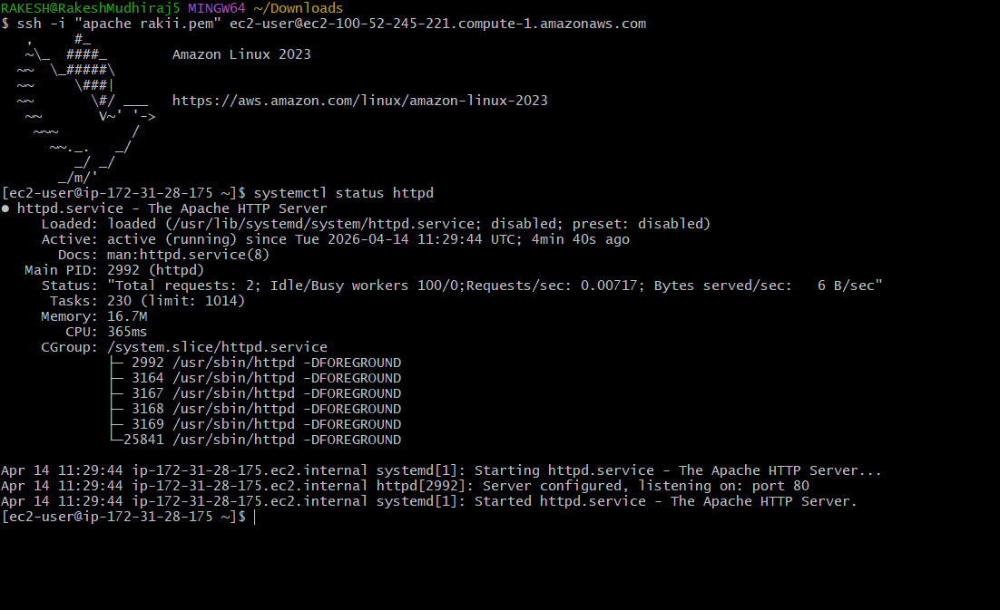 RAKESH@RakeshMudhiraj5 MINGW64 ~/Downloads
$ ssh -i "apache rakii.pem" ec2-user@ec2-100-52-245-221.compute-1.amazonaws.com
   ,     #_
   ~\_  ####_        Amazon Linux 2023
  ~~  \_#####\
  ~~     \###|
  ~~       \#/ ___   https://aws.amazon.com/linux/amazon-linux-2023
   ~~       V~' '->
    ~~~         /
      ~~._.   _/
         _/ _/
       _/m/'
[ec2-user@ip-172-31-28-175 ~]$ systemctl status httpd
● httpd.service - The Apache HTTP Server
     Loaded: loaded (/usr/lib/systemd/system/httpd.service; disabled; preset: disabled)
     Active: active (running) since Tue 2026-04-14 11:29:44 UTC; 4min 40s ago
       Docs: man:httpd.service(8)
   Main PID: 2992 (httpd)
     Status: "Total requests: 2; Idle/Busy workers 100/0;Requests/sec: 0.00717; Bytes served/sec:   6 B/sec"
      Tasks: 230 (limit: 1014)
     Memory: 16.7M
        CPU: 365ms
     CGroup: /system.slice/httpd.service
             ├─ 2992 /usr/sbin/httpd -DFOREGROUND
             ├─ 3164 /usr/sbin/httpd -DFOREGROUND
             ├─ 3167 /usr/sbin/httpd -DFOREGROUND
             ├─ 3168 /usr/sbin/httpd -DFOREGROUND
             ├─ 3169 /usr/sbin/httpd -DFOREGROUND
             └─25841 /usr/sbin/httpd -DFOREGROUND

Apr 14 11:29:44 ip-172-31-28-175.ec2.internal systemd[1]: Starting httpd.service - The Apache HTTP Server...
Apr 14 11:29:44 ip-172-31-28-175.ec2.internal httpd[2992]: Server configured, listening on: port 80
Apr 14 11:29:44 ip-172-31-28-175.ec2.internal systemd[1]: Started httpd.service - The Apache HTTP Server.
[ec2-user@ip-172-31-28-175 ~]$